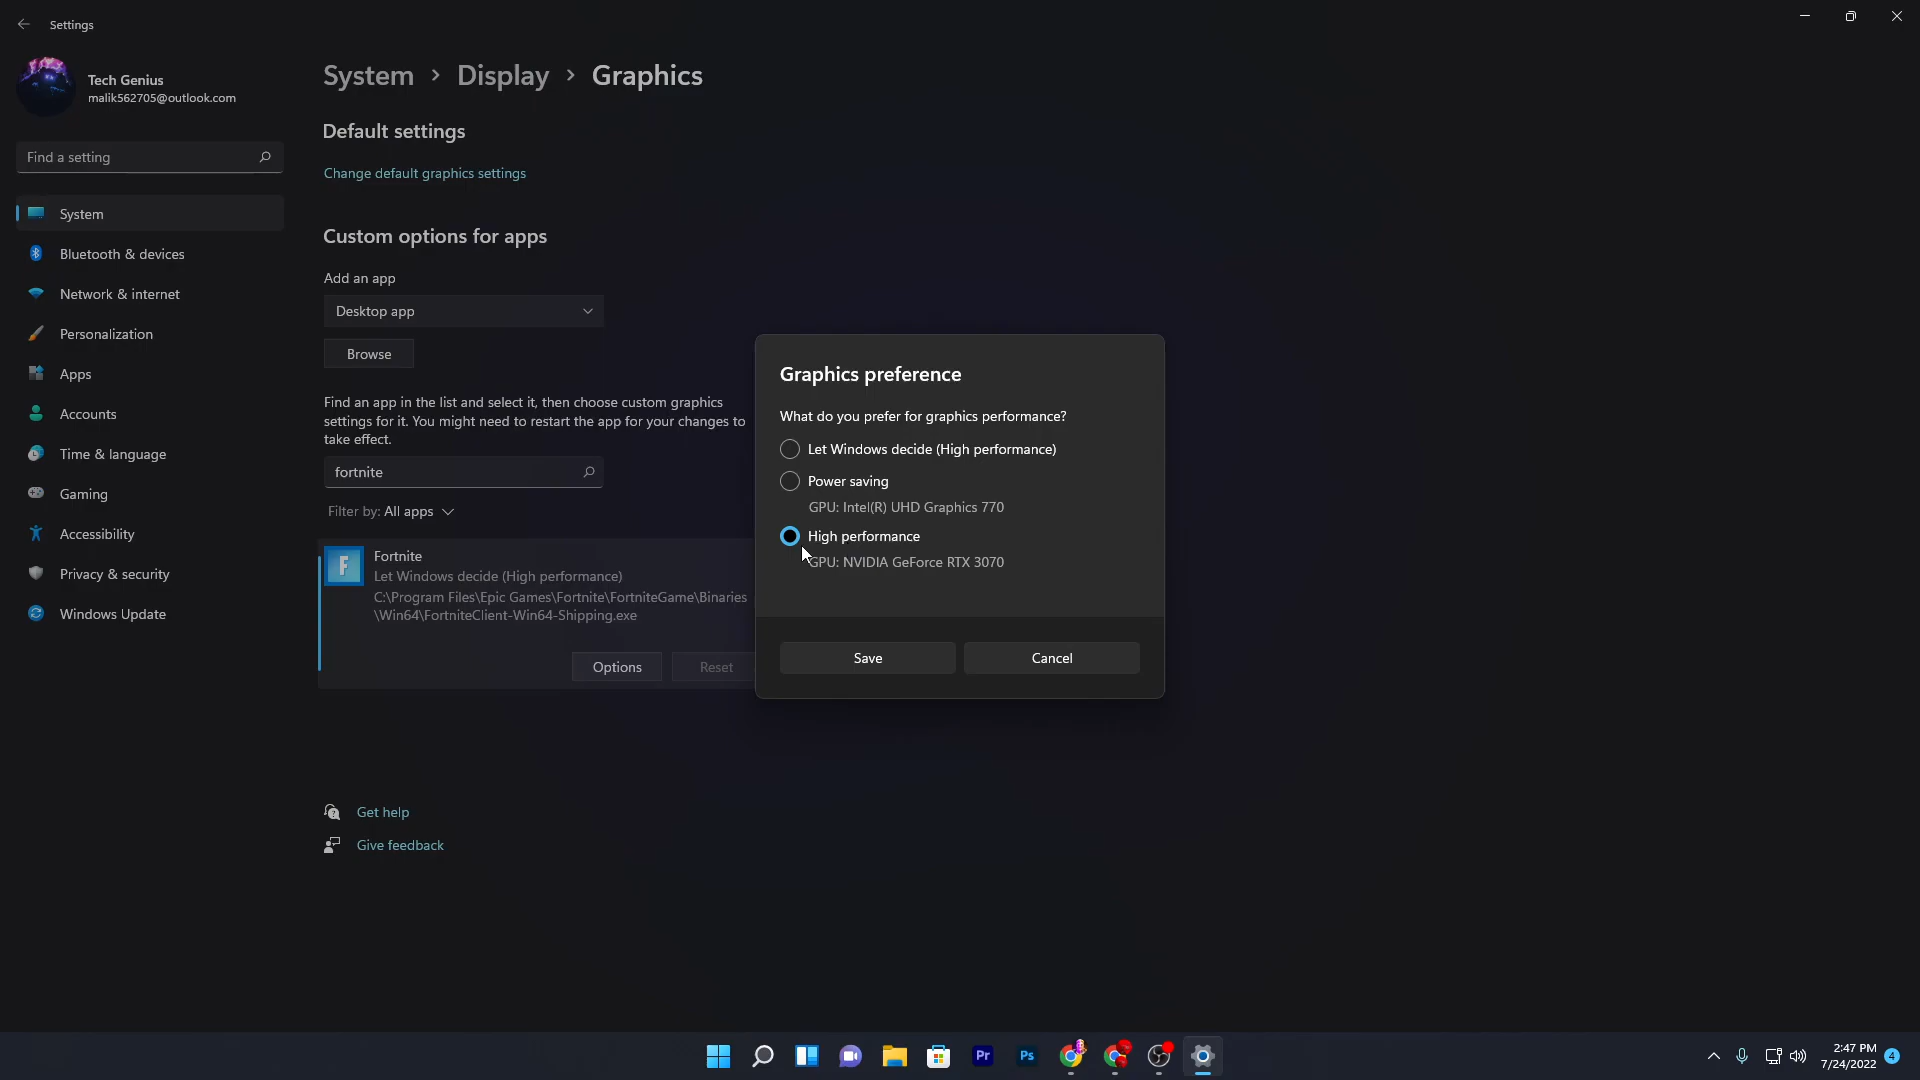 Settings
Tech Genius
malik562705@outlook.com
Find a setting
System
Bluetooth & devices
Network & internet
Personalization
Apps
Accounts
Time & language
Gaming
Accessibility
Privacy & security
Windows Update
System > Display > Graphics
Default settings
Change default graphics settings
Custom options for apps
Add an app
Desktop app
Browse
Find an app in the list and select it, then choose custom graphics
settings for it. You might need to restart the app for your changes to
take effect.
fortnite
Filter by: All apps
F
Fortnite
Let Windows decide (High performance)
C:\Program Files\Epic Games\Fortnite\FortniteGame\Binaries
\Win64\FortniteClient-Win64-Shipping.exe
Options
Reset
Get help
Give feedback
Graphics preference
What do you prefer for graphics performance?
Let Windows decide (High performance)
Power saving
GPU: Intel(R) UHD Graphics 770
High performance
GPU: NVIDIA GeForce RTX 3070
Save
Cancel
Pr
Ps
2:47 PM
7/24/2022
4